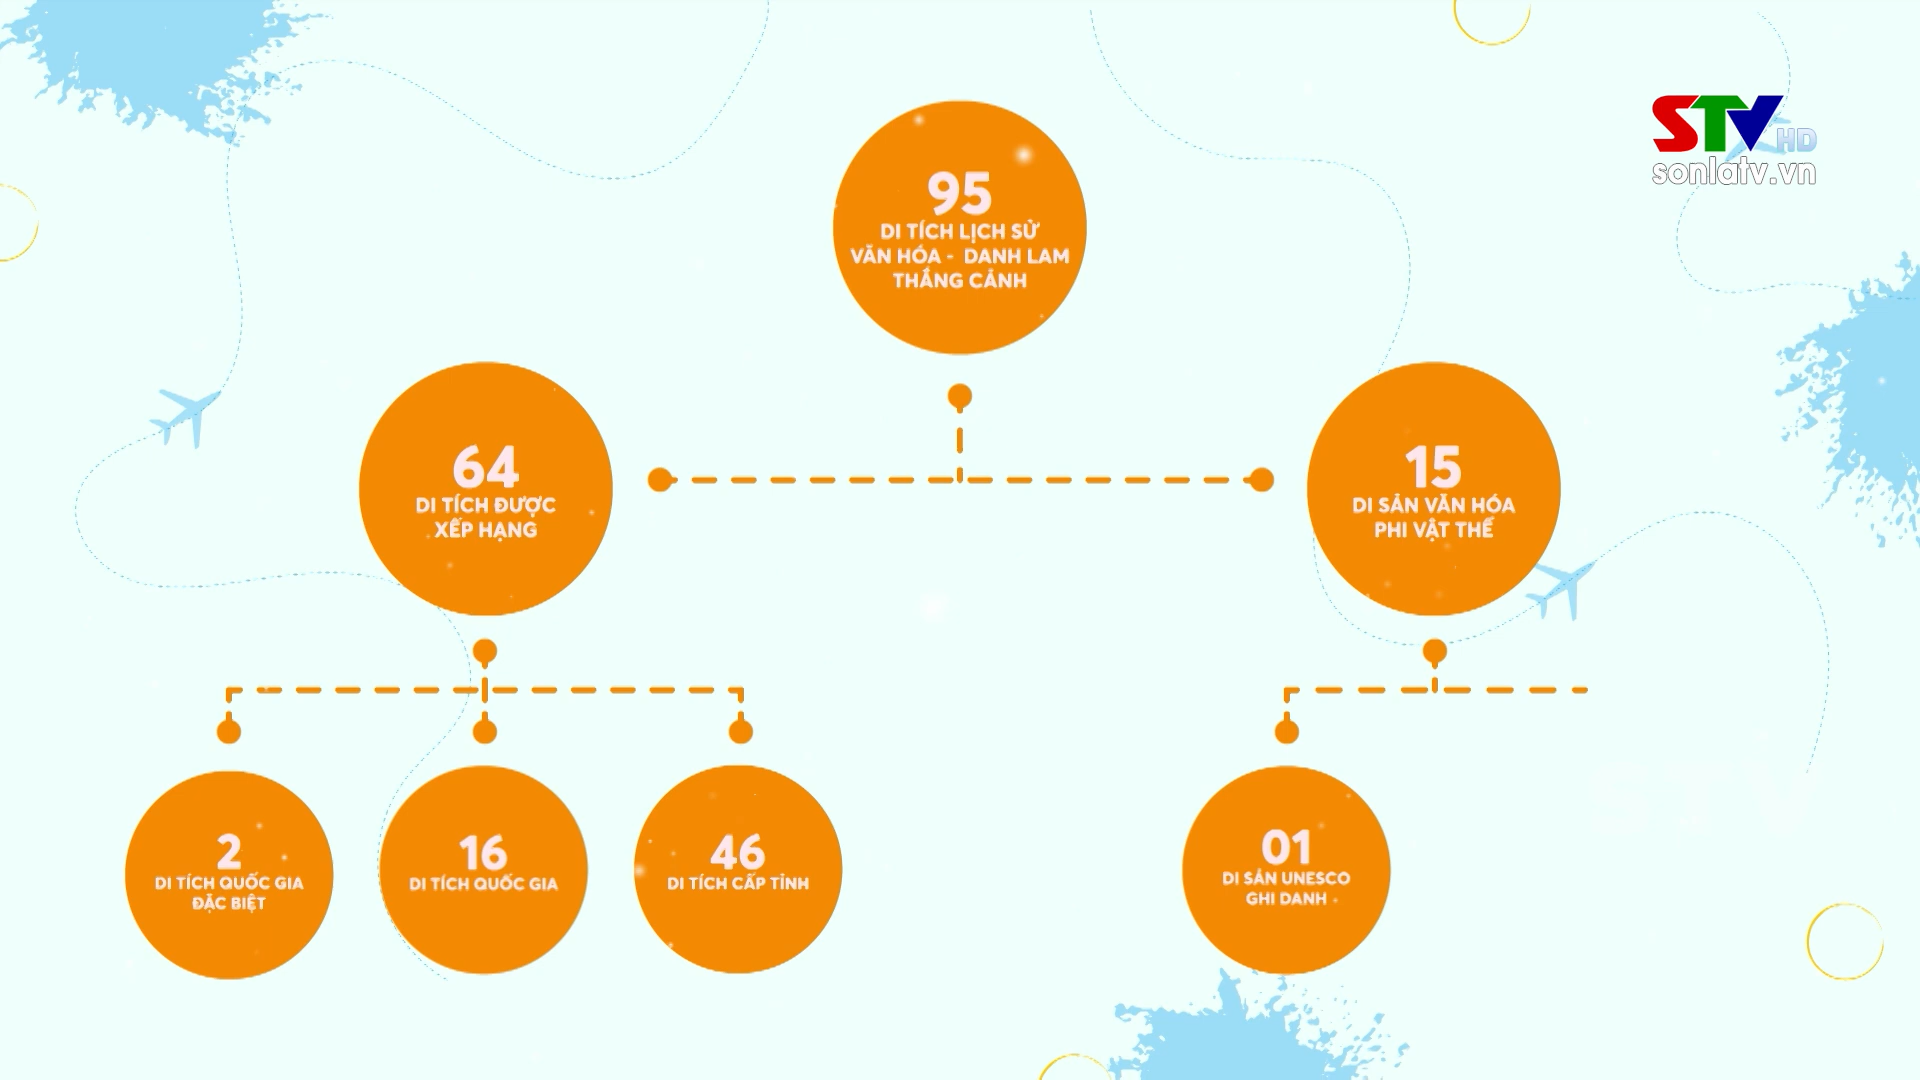 STV HD
sonlatv.vn
95
DI TÍCH LỊCH SỬ
VĂN HÓA - DANH LAM
THẮNG CẢNH
64
DI TÍCH ĐƯỢC
XẾP HẠNG
15
DI SẢN VĂN HÓA
PHI VẬT THỂ
2
DI TÍCH QUỐC GIA
ĐẶC BIỆT
16
DI TÍCH QUỐC GIA
46
DI TÍCH CẤP TỈNH
01
DI SẢN UNESCO
GHI DANH